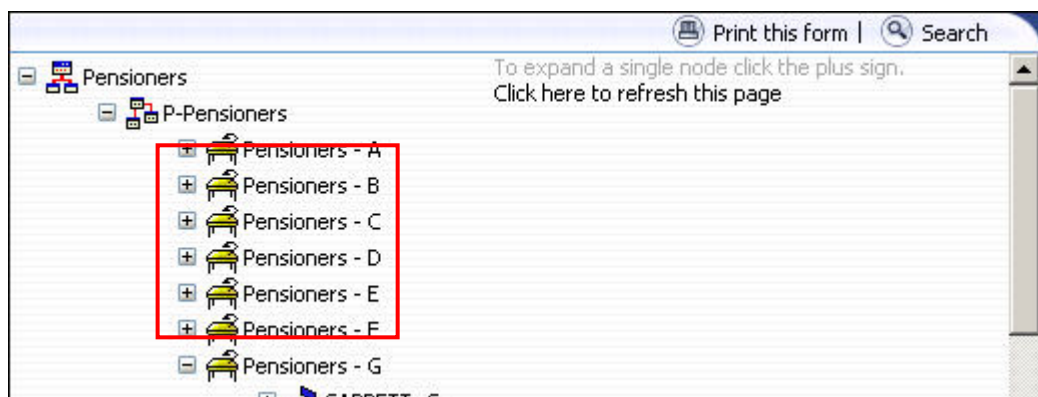 Print this form | Search
Pensioners
To expand a single node click the plus sign.
Click here to refresh this page
P-Pensioners
Pensioners - A
Pensioners - B
Pensioners - C
Pensioners - D
Pensioners - E
Pensioners - F
Pensioners - G